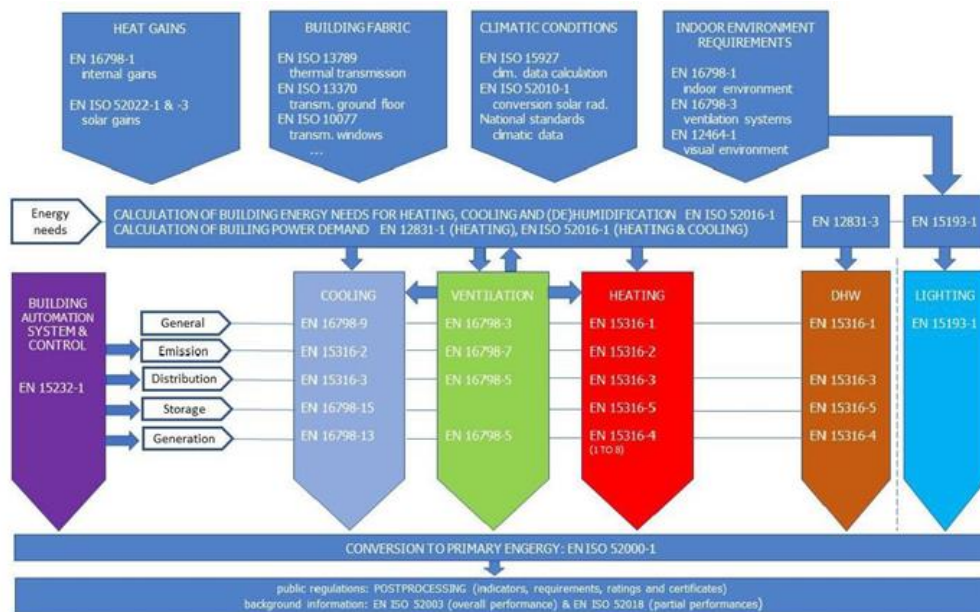 HEAT GAINS
EN 16798-1
internal gains
EN ISO 52022-1 & -3
solar gains
BUILDING FABRIC
EN ISO 13789
thermal transmission
EN ISO 13370
transm. ground floor
EN ISO 10077
transm. windows
...
CLIMATIC CONDITIONS
EN ISO 15927
clim. data calculation
EN ISO 52010-1
conversion solar rad.
National standards
climatic data
INDOOR ENVIRONMENT
REQUIREMENTS
EN 16798-1
indoor environment
EN 16798-3
ventilation systems
EN 12464-1
visual environment
Energy
needs
CALCULATION OF BUILDING ENERGY NEEDS FOR HEATING, COOLING AND (DE)HUMIDIFICATION EN ISO 52016-1
CALCULATION OF BUILING POWER DEMAND EN 12831-1 (HEATING), EN ISO 52016-1 (HEATING & COOLING)
EN 12831-3
EN 15193-1
BUILDING
AUTOMATION
SYSTEM &
CONTROL
EN 15232-1
General
Emission
Distribution
Storage
Generation
COOLING
EN 16798-9
EN 15316-2
EN 15316-3
EN 16798-15
EN 16798-13
VENTILATION
EN 16798-3
EN 16798-7
EN 16798-5
EN 16798-5
HEATING
EN 15316-1
EN 15316-2
EN 15316-3
EN 15316-5
EN 15316-4
(1 TO 8)
DHW
EN 15316-1
EN 15316-3
EN 15316-5
EN 15316-4
LIGHTING
EN 15193-1
CONVERSION TO PRIMARY ENGERGY: EN ISO 52000-1
public regulations: POSTPROCESSING (indicators, requirements, ratings and certificates)
background information: EN ISO 52003 (overall performance) & EN ISO 52018 (partial performances)